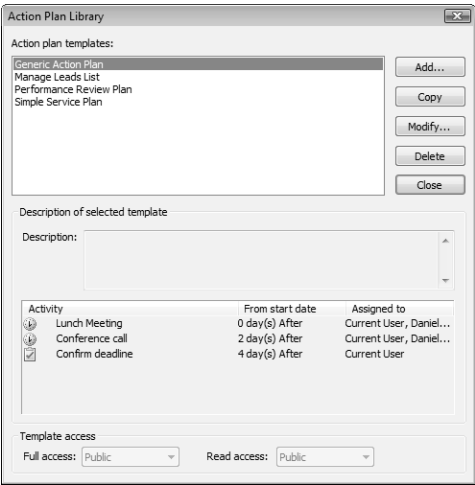 Action Plan Library
Action plan templates:
Generic Action Plan
Manage Leads List
Performance Review Plan
Simple Service Plan
Add...
Copy
Modify...
Delete
Close
Description of selected template
Description:
Activity From start date Assigned to
Lunch Meeting 0 day(s) After Current User, Daniel...
Conference call 2 day(s) After Current User, Daniel...
Confirm deadline 4 day(s) After Current User
Template access
Full access: Public Read access: Public